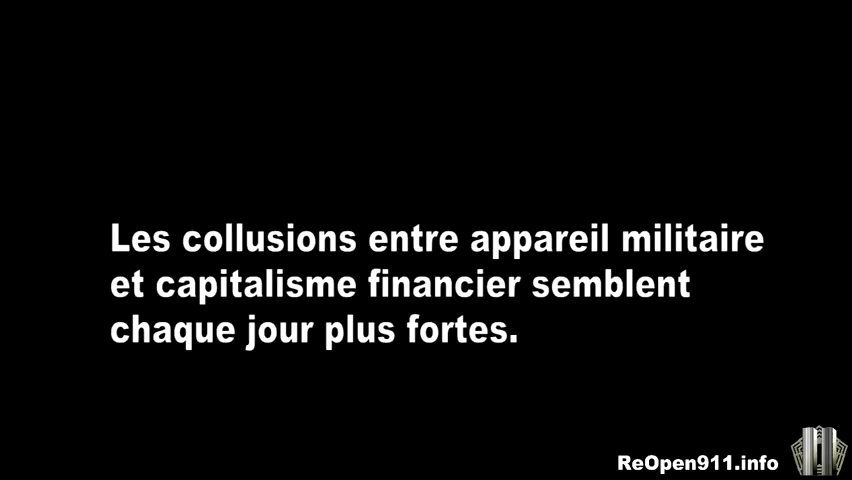 Les collusions entre appareil militaire
et capitalisme financier semblent
chaque jour plus fortes.
ReOpen911.info